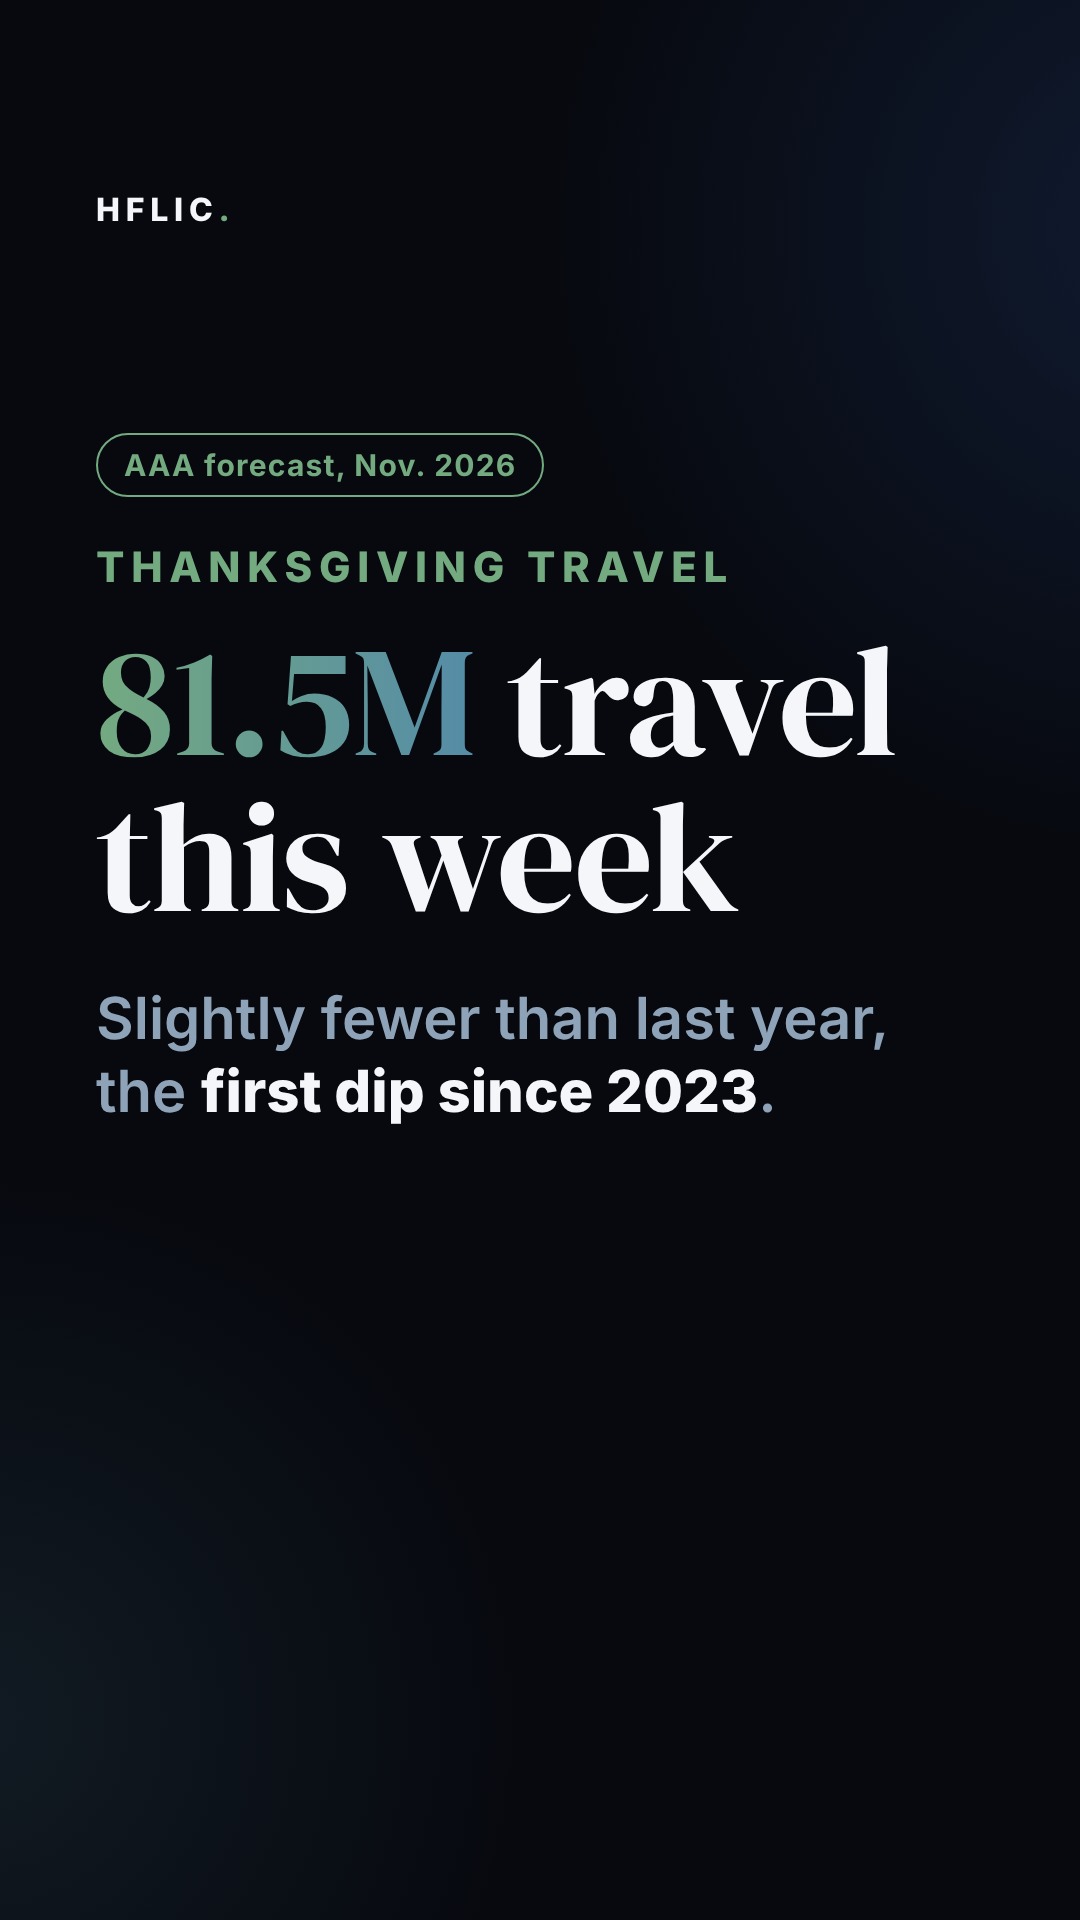 HFLIC.
AAA forecast, Nov. 2026
THANKSGIVING TRAVEL
81.5M travel
this week
Slightly fewer than last year,
the first dip since 2023.